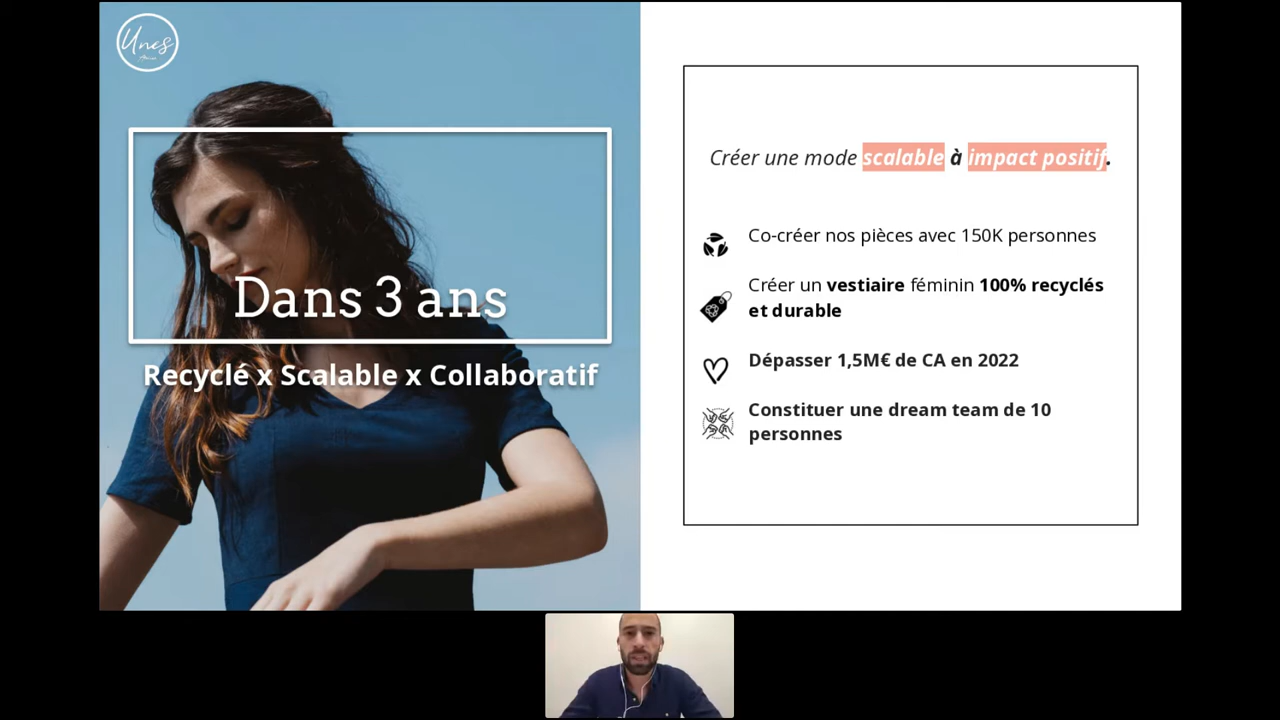 Unes
Dans 3 ans
Recyclé x Scalable x Collaboratif
Créer une mode scalable à impact positif.
Co-créer nos pièces avec 150K personnes
Créer un vestiaire féminin 100% recyclés
et durable
Dépasser 1,5M€ de CA en 2022
Constituer une dream team de 10
personnes